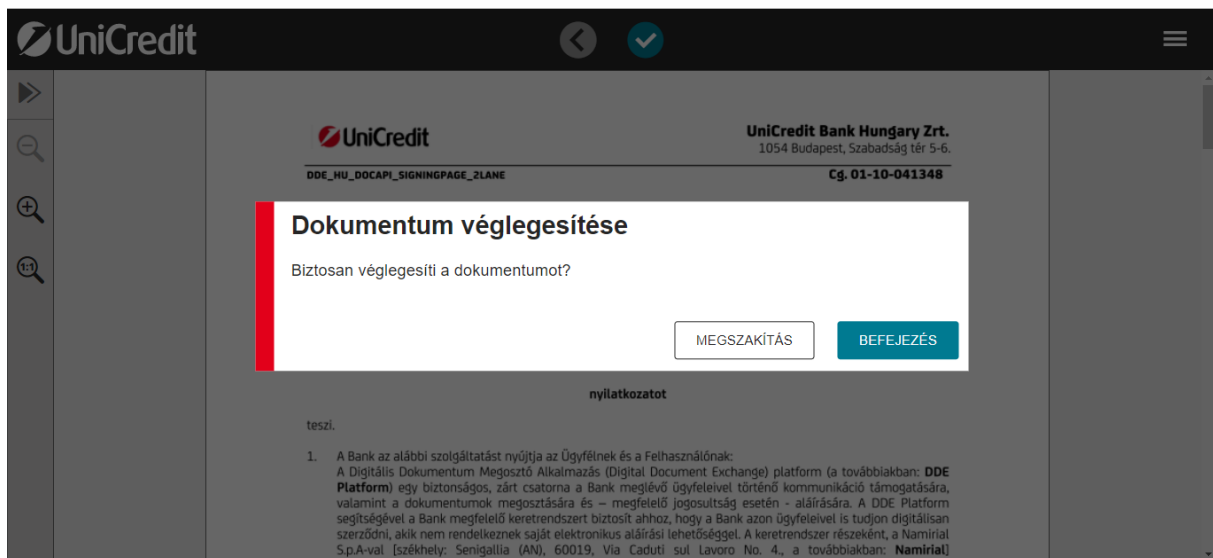 UniCredit
UniCredit
UniCredit Bank Hungary Zrt.
1054 Budapest, Szabadság tér 5-6.
DDE_HU_DOCAPI_SIGNINGPAGE_2LANE
Cg. 01-10-041348
Dokumentum véglegesítése
Biztosan véglegesíti a dokumentumot?
MEGSZAKÍTÁS
BEFEJEZÉS
nyilatkozatot
teszi.
1. A Bank az alábbi szolgáltatást nyújtja az Ügyfélnek és a Felhasználónak:
A Digitális Dokumentum Megosztó Alkalmazás (Digital Document Exchange) platform (a továbbiakban: DDE
Platform) egy biztonságos, zárt csatorna a Bank meglévő ügyfeleivel történő kommunikáció támogatására,
valamint a dokumentumok megosztására és – megfelelő jogosultság esetén - aláírására. A DDE Platform
segítségével a Bank megfelelő keretrendszert biztosít ahhoz, hogy a Bank azon ügyfeleivel is tudjon digitálisan
szerződni, akik nem rendelkeznek saját elektronikus aláírási lehetőséggel. A keretrendszer részeként, a Namirial
S.p.A-val [székhely: Senigallia (AN), 60019, Via Caduti sul Lavoro No. 4., a továbbiakban: Namirial]
1:1